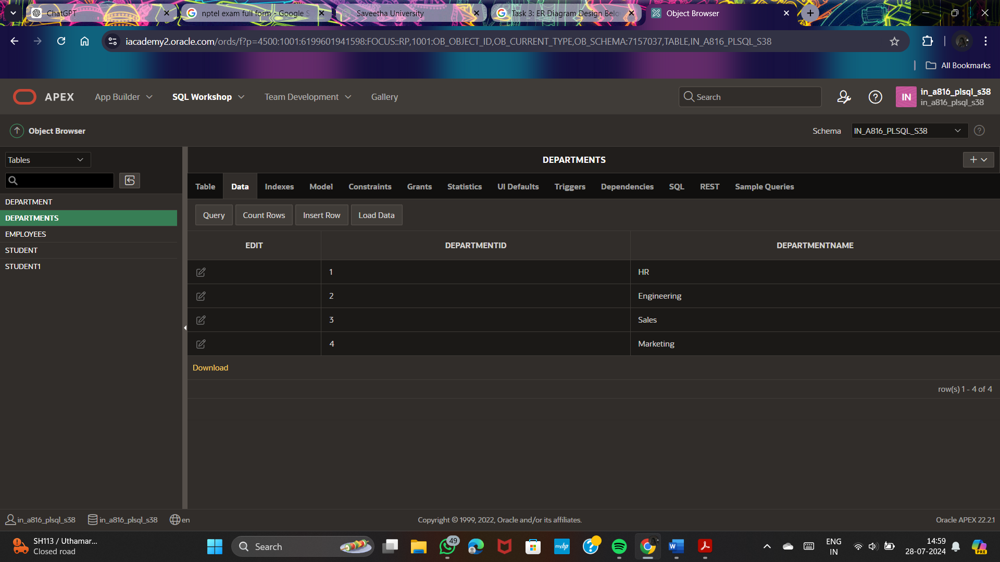 ChatGPT
nptel exam full form - Google S
Saveetha University
Task 3: ER Diagram Design Belo
Object Browser
iacademy2.oracle.com/ords/f?p=4500:1001:6199601941598:FOCUS::RP,1001:OB_OBJECT_ID,OB_CURRENT_TYPE,OB_SCHEMA:7157037,TABLE,IN_A816_PLSQL_S38
All Bookmarks
APEX
App Builder
SQL Workshop
Team Development
Gallery
Search
IN
in_a816_plsql_s38
in_a816_plsql_s38
Object Browser
Schema
IN_A816_PLSQL_S38
Tables
DEPARTMENT
DEPARTMENTS
EMPLOYEES
STUDENT
STUDENT1
DEPARTMENTS
Table Data Indexes Model Constraints Grants Statistics UI Defaults Triggers Dependencies SQL REST Sample Queries
Query Count Rows Insert Row Load Data
EDIT DEPARTMENTID DEPARTMENTNAME
1 HR
2 Engineering
3 Sales
4 Marketing
Download
row(s) 1 - 4 of 4
in_a816_plsql_s38 in_a816_plsql_s38 en
Copyright © 1999, 2022, Oracle and/or its affiliates.
Oracle APEX 22.2.1
SH113 / Uthamar...
Closed road
Search
49
myhp
W
ENG
IN
14:59
28-07-2024
PRE